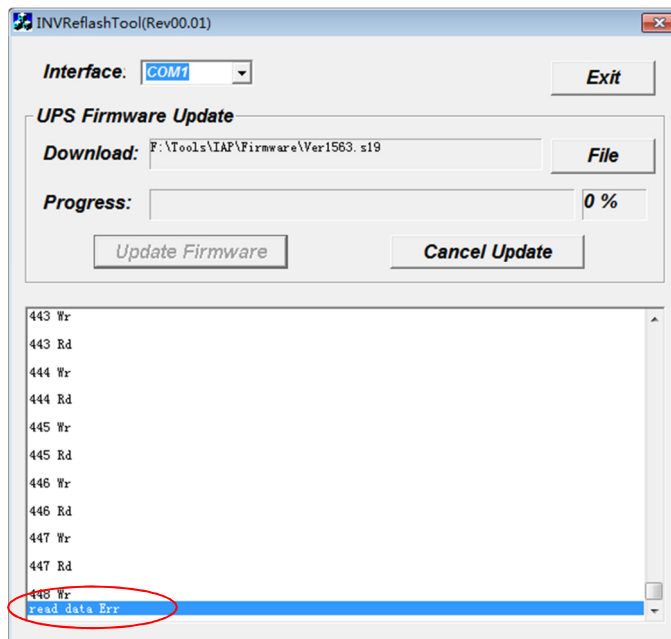 INVReflashTool(Rev00.01)
Interface: COM1
Exit
UPS Firmware Update
Download: F:\Tools\IAP\Firmware\Ver1563.s19
File
Progress:
0 %
Update Firmware
Cancel Update
443 Wr
443 Rd
444 Wr
444 Rd
445 Wr
445 Rd
446 Wr
446 Rd
447 Wr
447 Rd
448 Wr
read data Err